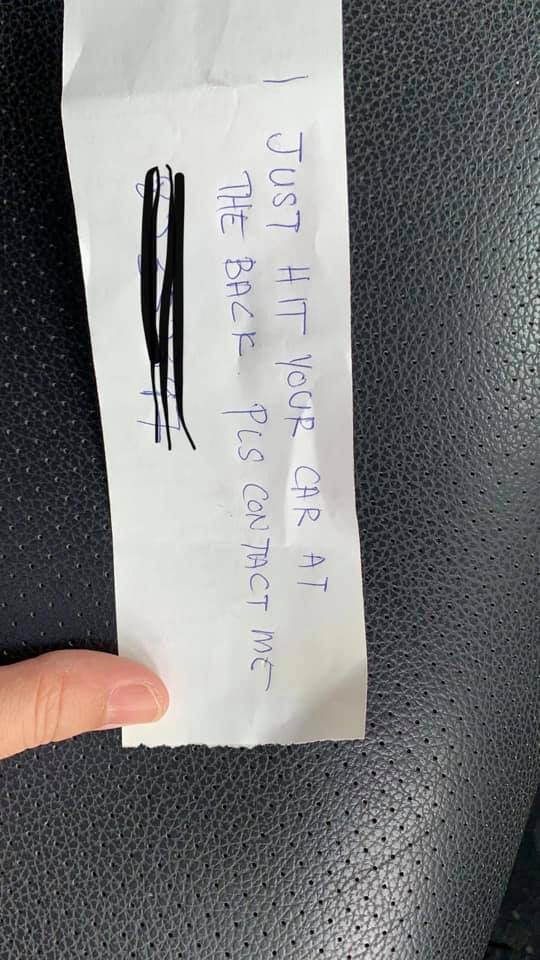 I JUST HIT YOUR CAR AT
THE BACK. PLS CONTACT ME